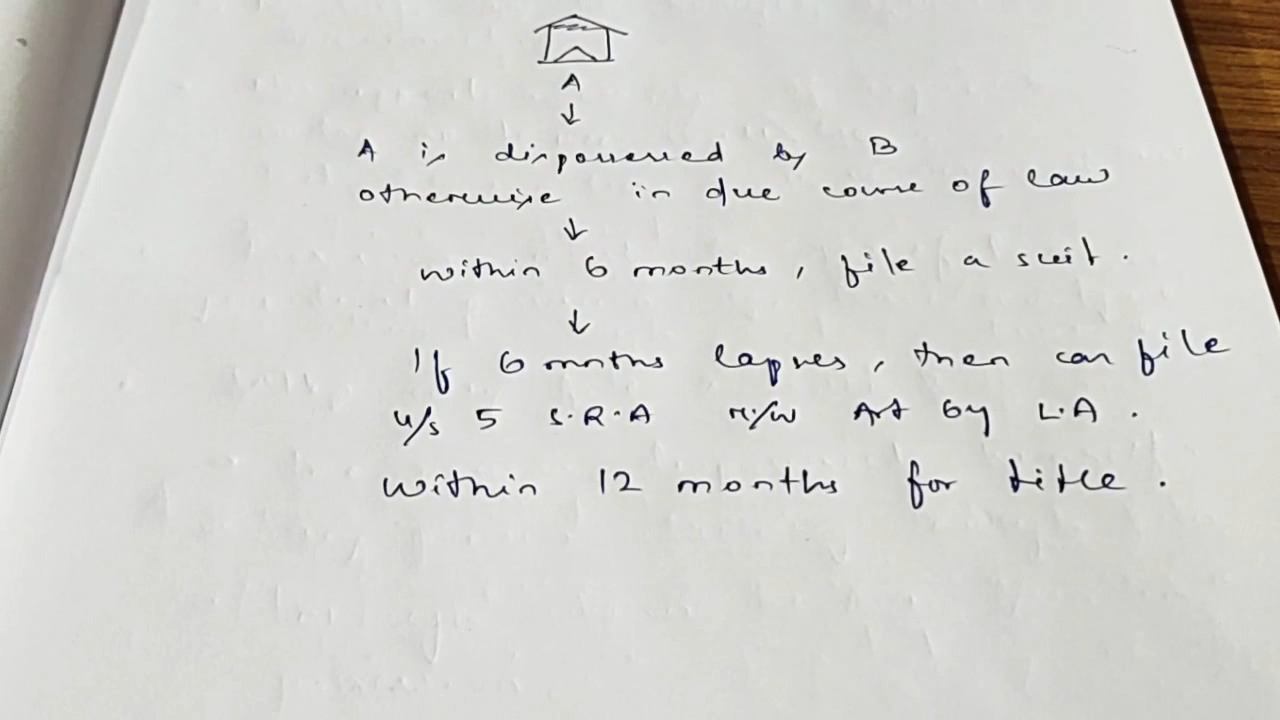 A
↓
A is dispossessed by B
otherwise in due course of law
↓
within 6 months, file a suit.
↓
If 6 months lapses, then can file
u/s 5 S.R.A r/w Art 64 L.A.
within 12 months for title.